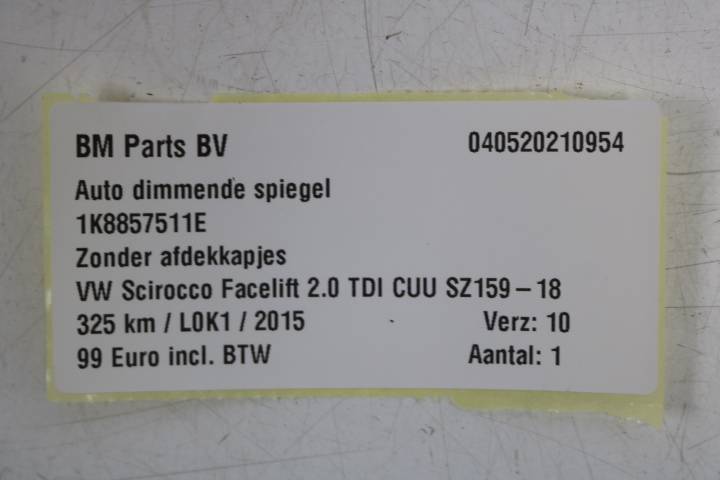 BM Parts BV 040520210954
Auto dimmende spiegel
1K8857511E
Zonder afdekkapjes
VW Scirocco Facelift 2.0 TDI CUU SZ159 – 18
325 km / L0K1 / 2015 Verz: 10
99 Euro incl. BTW Aantal: 1